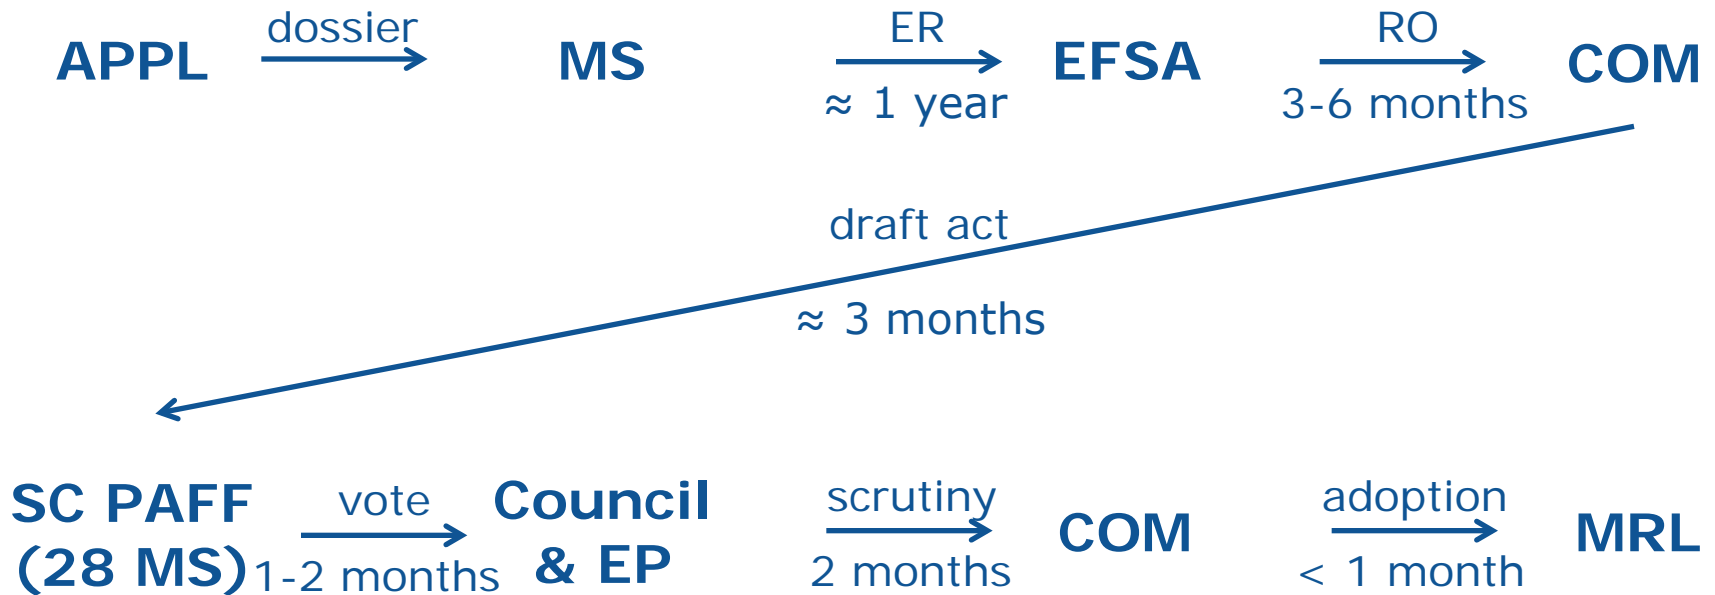 APPL dossier MS ER EFSA RO COM
≈ 1 year 3-6 months
draft act
≈ 3 months
SC PAFF vote Council scrutiny COM adoption MRL
(28 MS) 1-2 months & EP 2 months < 1 month